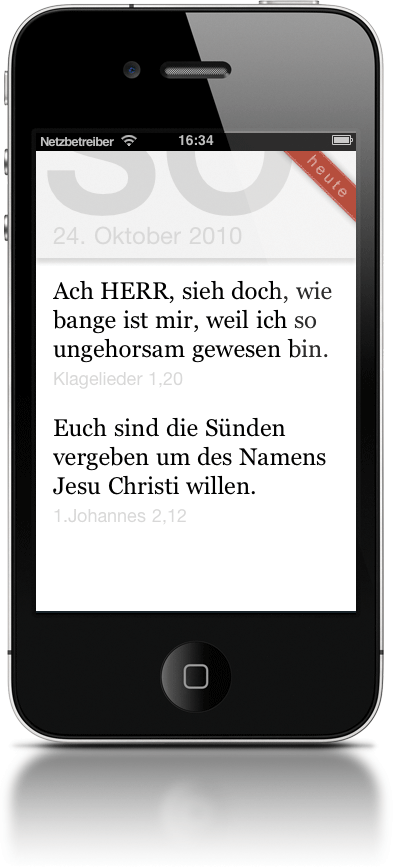 Netzbetreiber 16:34
SO
heute
24. Oktober 2010
Ach HERR, sieh doch, wie
bange ist mir, weil ich so
ungehorsam gewesen bin.
Klagelieder 1,20
Euch sind die Sünden
vergeben um des Namens
Jesu Christi willen.
1.Johannes 2,12